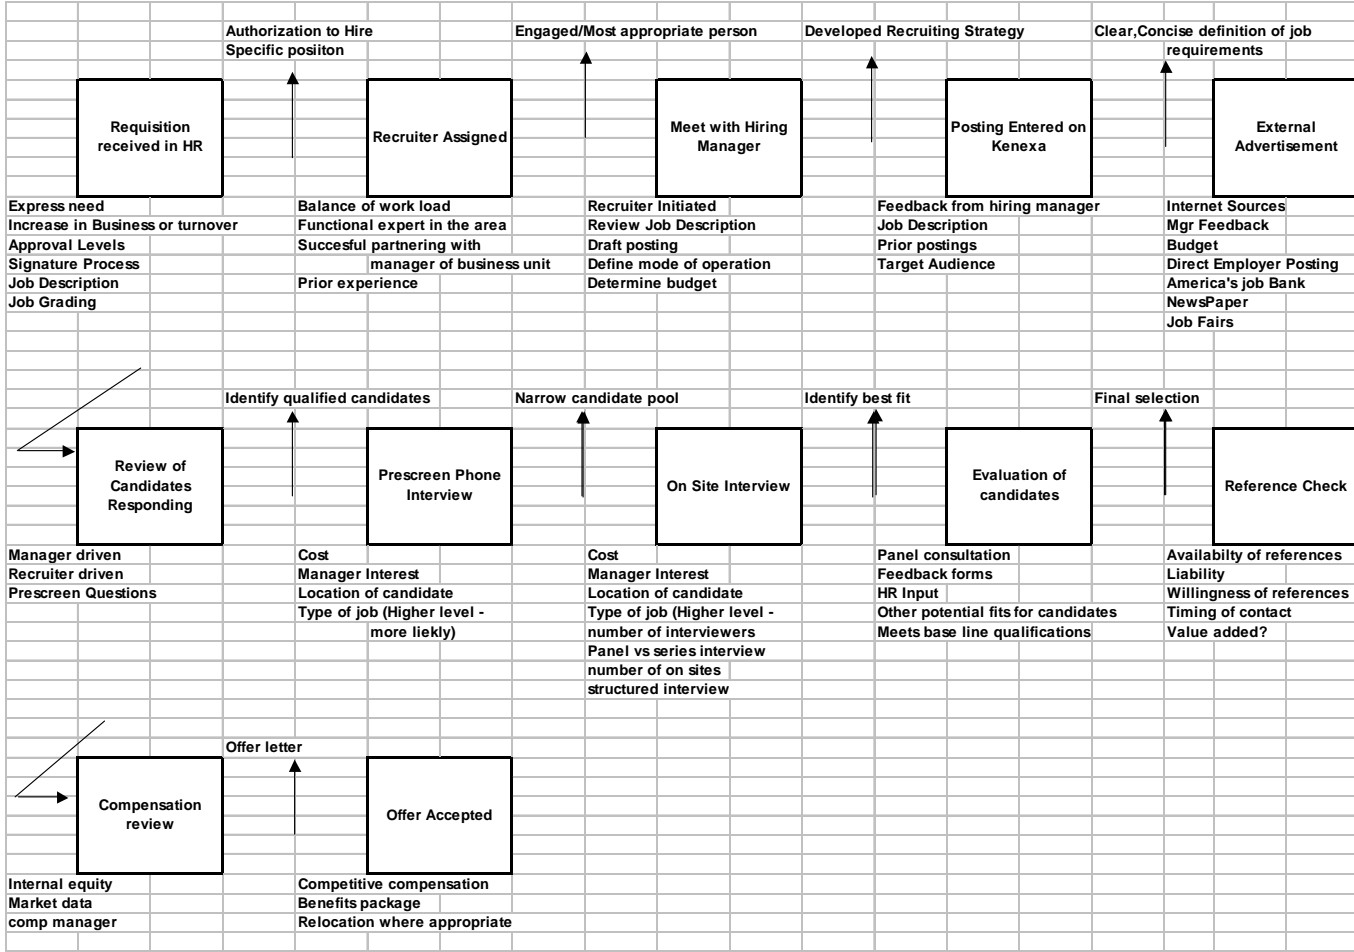 Authorization to Hire
Specific posiiton
Engaged/Most appropriate person
Developed Recruiting Strategy
Clear,Concise definition of job
requirements
Requisition
received in HR
Recruiter Assigned
Meet with Hiring
Manager
Posting Entered on
Kenexa
External
Advertisement
Express need
Increase in Business or turnover
Approval Levels
Signature Process
Job Description
Job Grading
Balance of work load
Functional expert in the area
Succesful partnering with
manager of business unit
Prior experience
Recruiter Initiated
Review Job Description
Draft posting
Define mode of operation
Determine budget
Feedback from hiring manager
Job Description
Prior postings
Target Audience
Internet Sources
Mgr Feedback
Budget
Direct Employer Posting
America's job Bank
NewsPaper
Job Fairs
Identify qualified candidates
Narrow candidate pool
Identify best fit
Final selection
Review of
Candidates
Responding
Prescreen Phone
Interview
On Site Interview
Evaluation of
candidates
Reference Check
Manager driven
Recruiter driven
Prescreen Questions
Cost
Manager Interest
Location of candidate
Type of job (Higher level -
more liekly)
Cost
Manager Interest
Location of candidate
Type of job (Higher level -
number of interviewers
Panel vs series interview
number of on sites
structured interview
Panel consultation
Feedback forms
HR Input
Other potential fits for candidates
Meets base line qualifications
Availabilty of references
Liability
Willingness of references
Timing of contact
Value added?
Offer letter
Compensation
review
Offer Accepted
Internal equity
Market data
comp manager
Competitive compensation
Benefits package
Relocation where appropriate